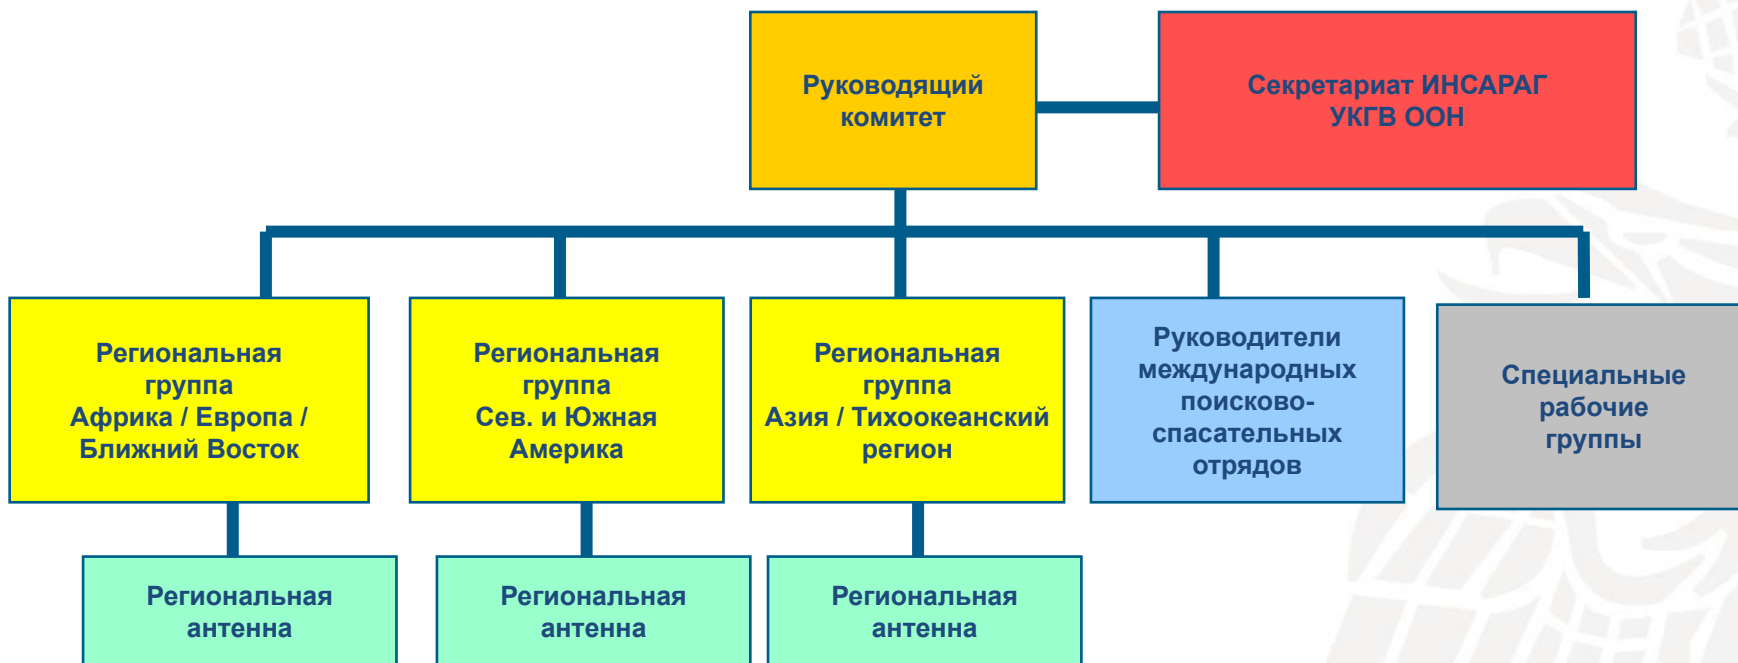 Руководящий
комитет
Секретариат ИНСАРАГ
УКГВ ООН
Региональная
группа
Африка / Европа /
Ближний Восток
Региональная
группа
Сев. и Южная
Америка
Региональная
группа
Азия / Тихоокеанский
регион
Руководители
международных
поисково-
спасательных
отрядов
Специальные
рабочие
группы
Региональная
антенна
Региональная
антенна
Региональная
антенна